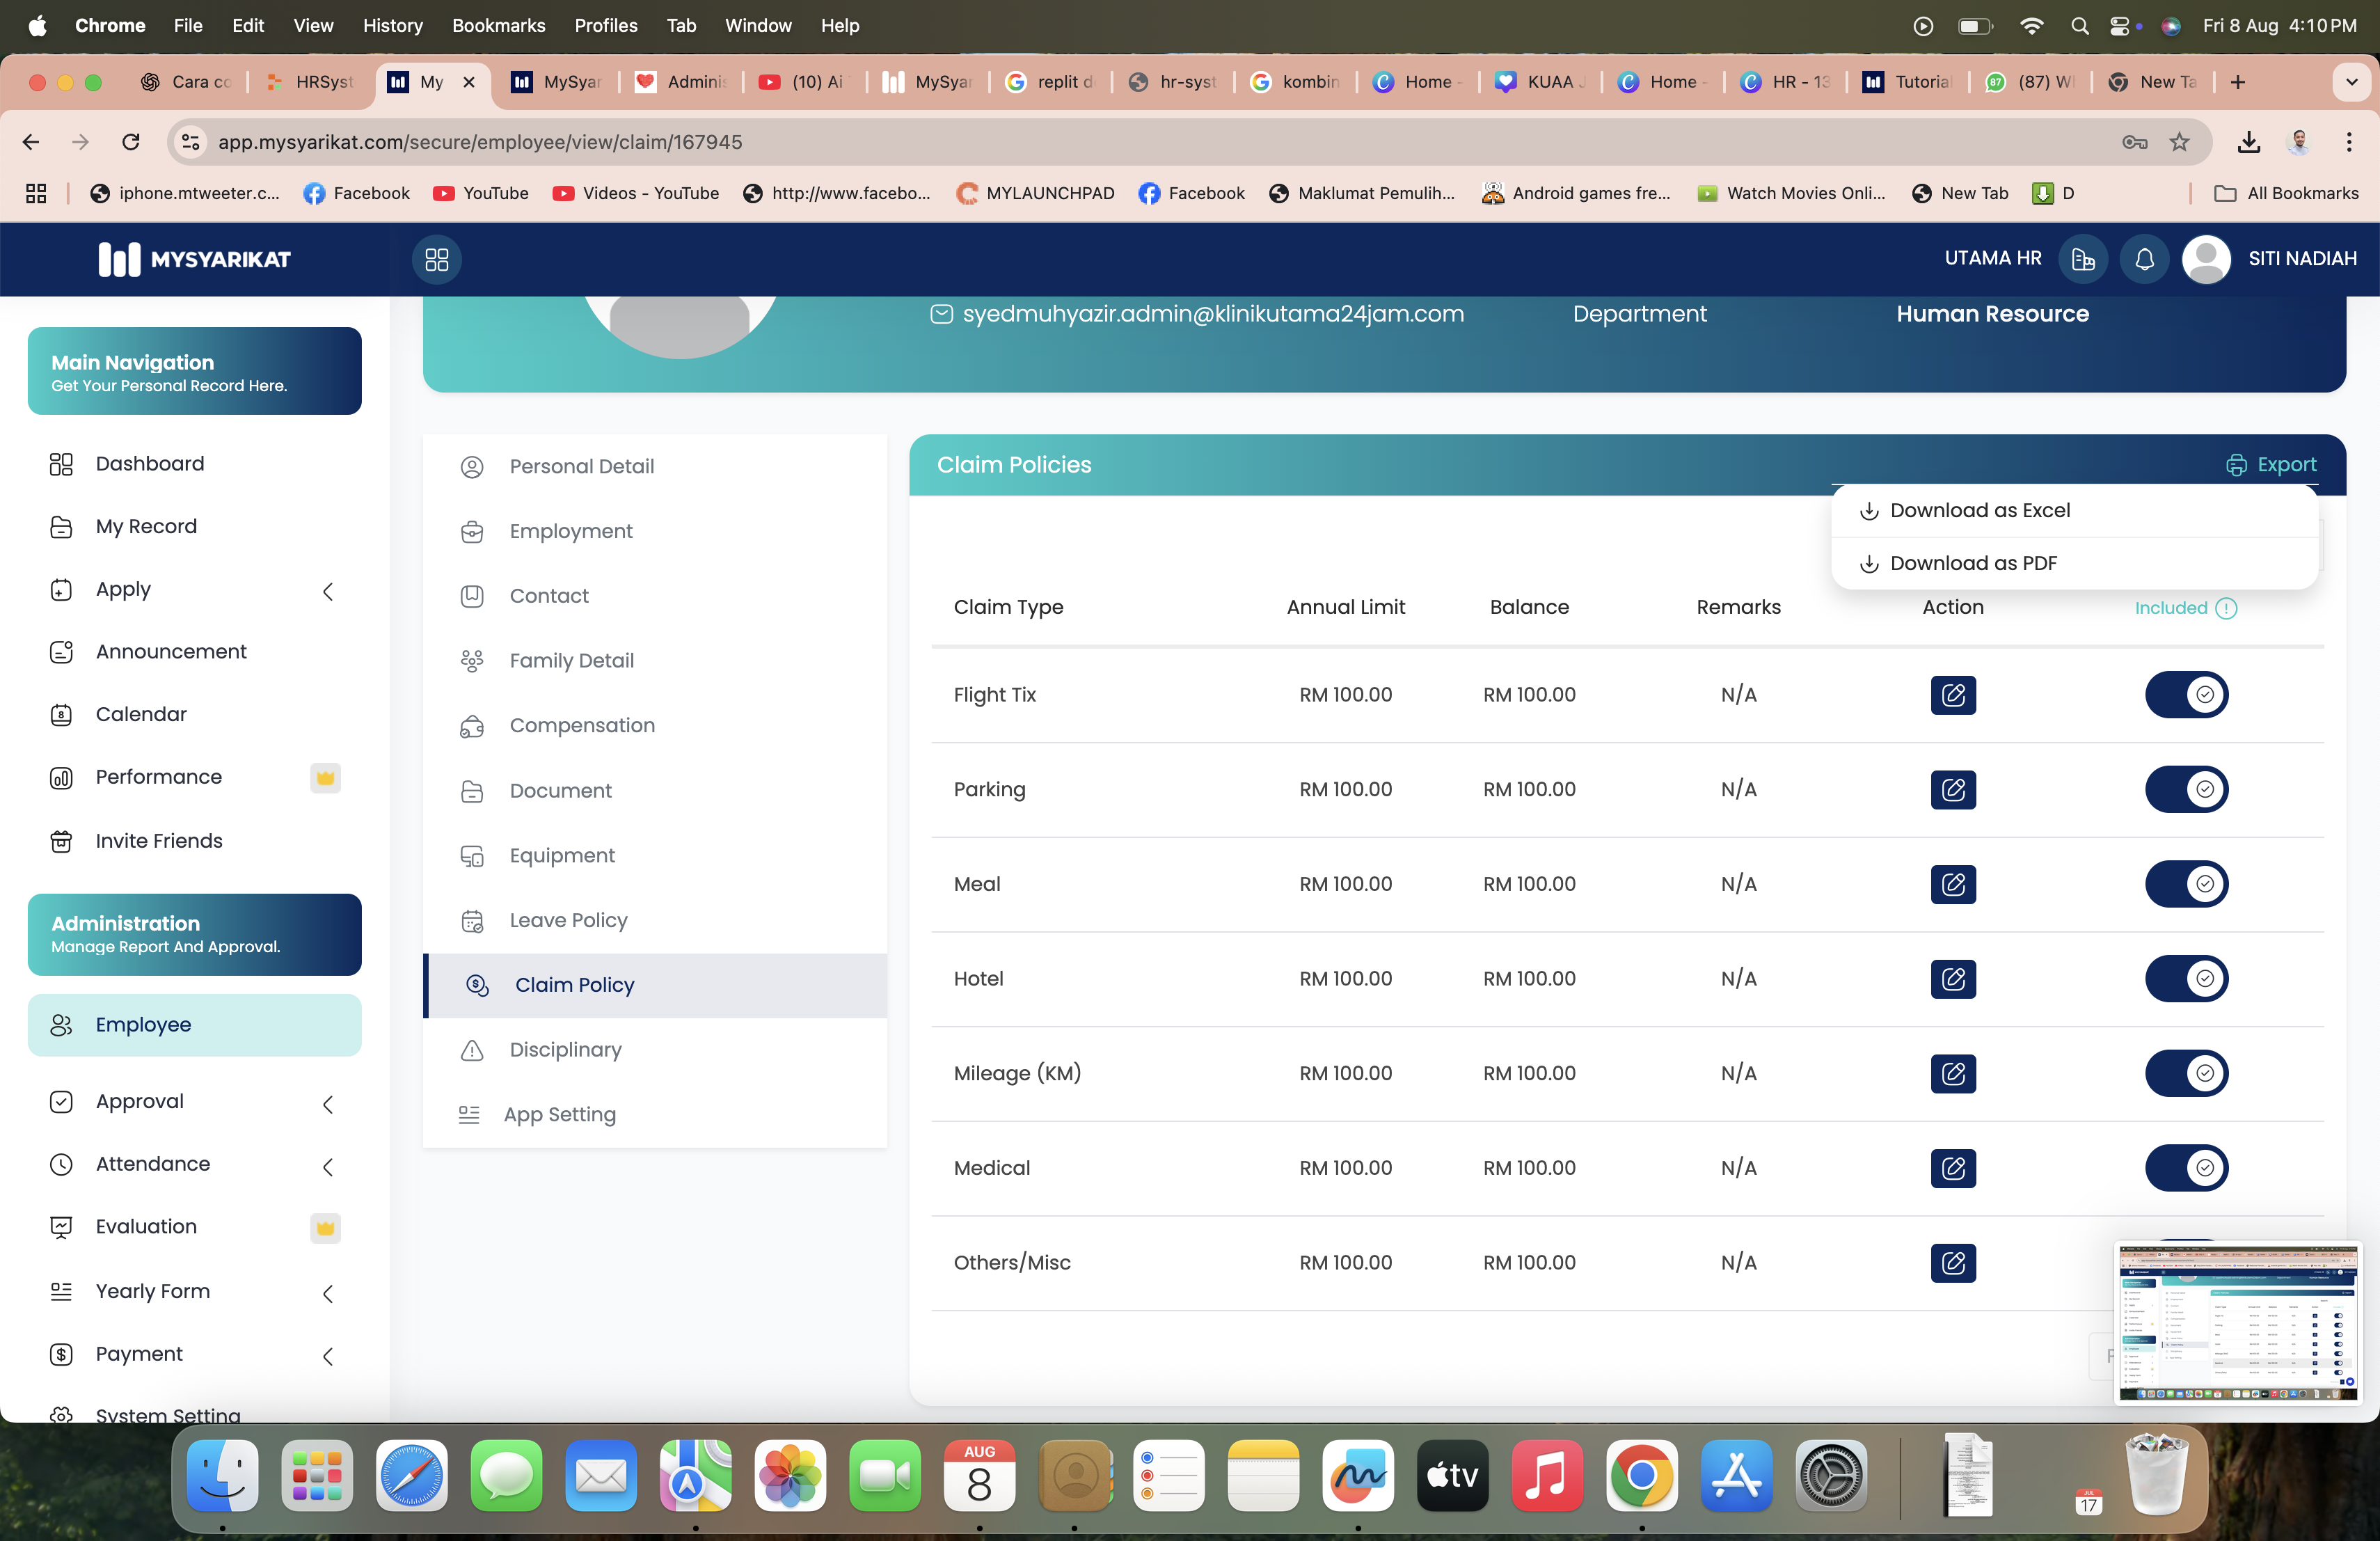 Chrome File Edit View History Bookmarks Profiles Tab Window Help Fri 8 Aug 4:10 PM
Cara co HRSyst My MySyar Adminis (10) Ai MySyar replit d hr-syst kombin Home - KUAA J Home - HR - 13 Tutorial 87 (87) W New Ta
app.mysyarikat.com/secure/employee/view/claim/167945
iphone.mtweeter.c... Facebook YouTube Videos - YouTube http://www.facebo... MYLAUNCHPAD Facebook Maklumat Pemulih... Android games fre... Watch Movies Onli... New Tab D All Bookmarks
MYSYARIKAT UTAMA HR SITI NADIAH
syedmuhyazir.admin@klinikutama24jam.com Department Human Resource
Main Navigation
Get Your Personal Record Here.
Dashboard
My Record
Apply
Announcement
Calendar
Performance
Invite Friends
Administration
Manage Report And Approval.
Employee
Approval
Attendance
Evaluation
Yearly Form
Payment
System Setting
Personal Detail
Employment
Contact
Family Detail
Compensation
Document
Equipment
Leave Policy
Claim Policy
Disciplinary
App Setting
Claim Policies Export
Download as Excel
Download as PDF
Claim Type Annual Limit Balance Remarks Action Included
Flight Tix RM 100.00 RM 100.00 N/A
Parking RM 100.00 RM 100.00 N/A
Meal RM 100.00 RM 100.00 N/A
Hotel RM 100.00 RM 100.00 N/A
Mileage (KM) RM 100.00 RM 100.00 N/A
Medical RM 100.00 RM 100.00 N/A
Others/Misc RM 100.00 RM 100.00 N/A
AUG
8
tv
JUL
17